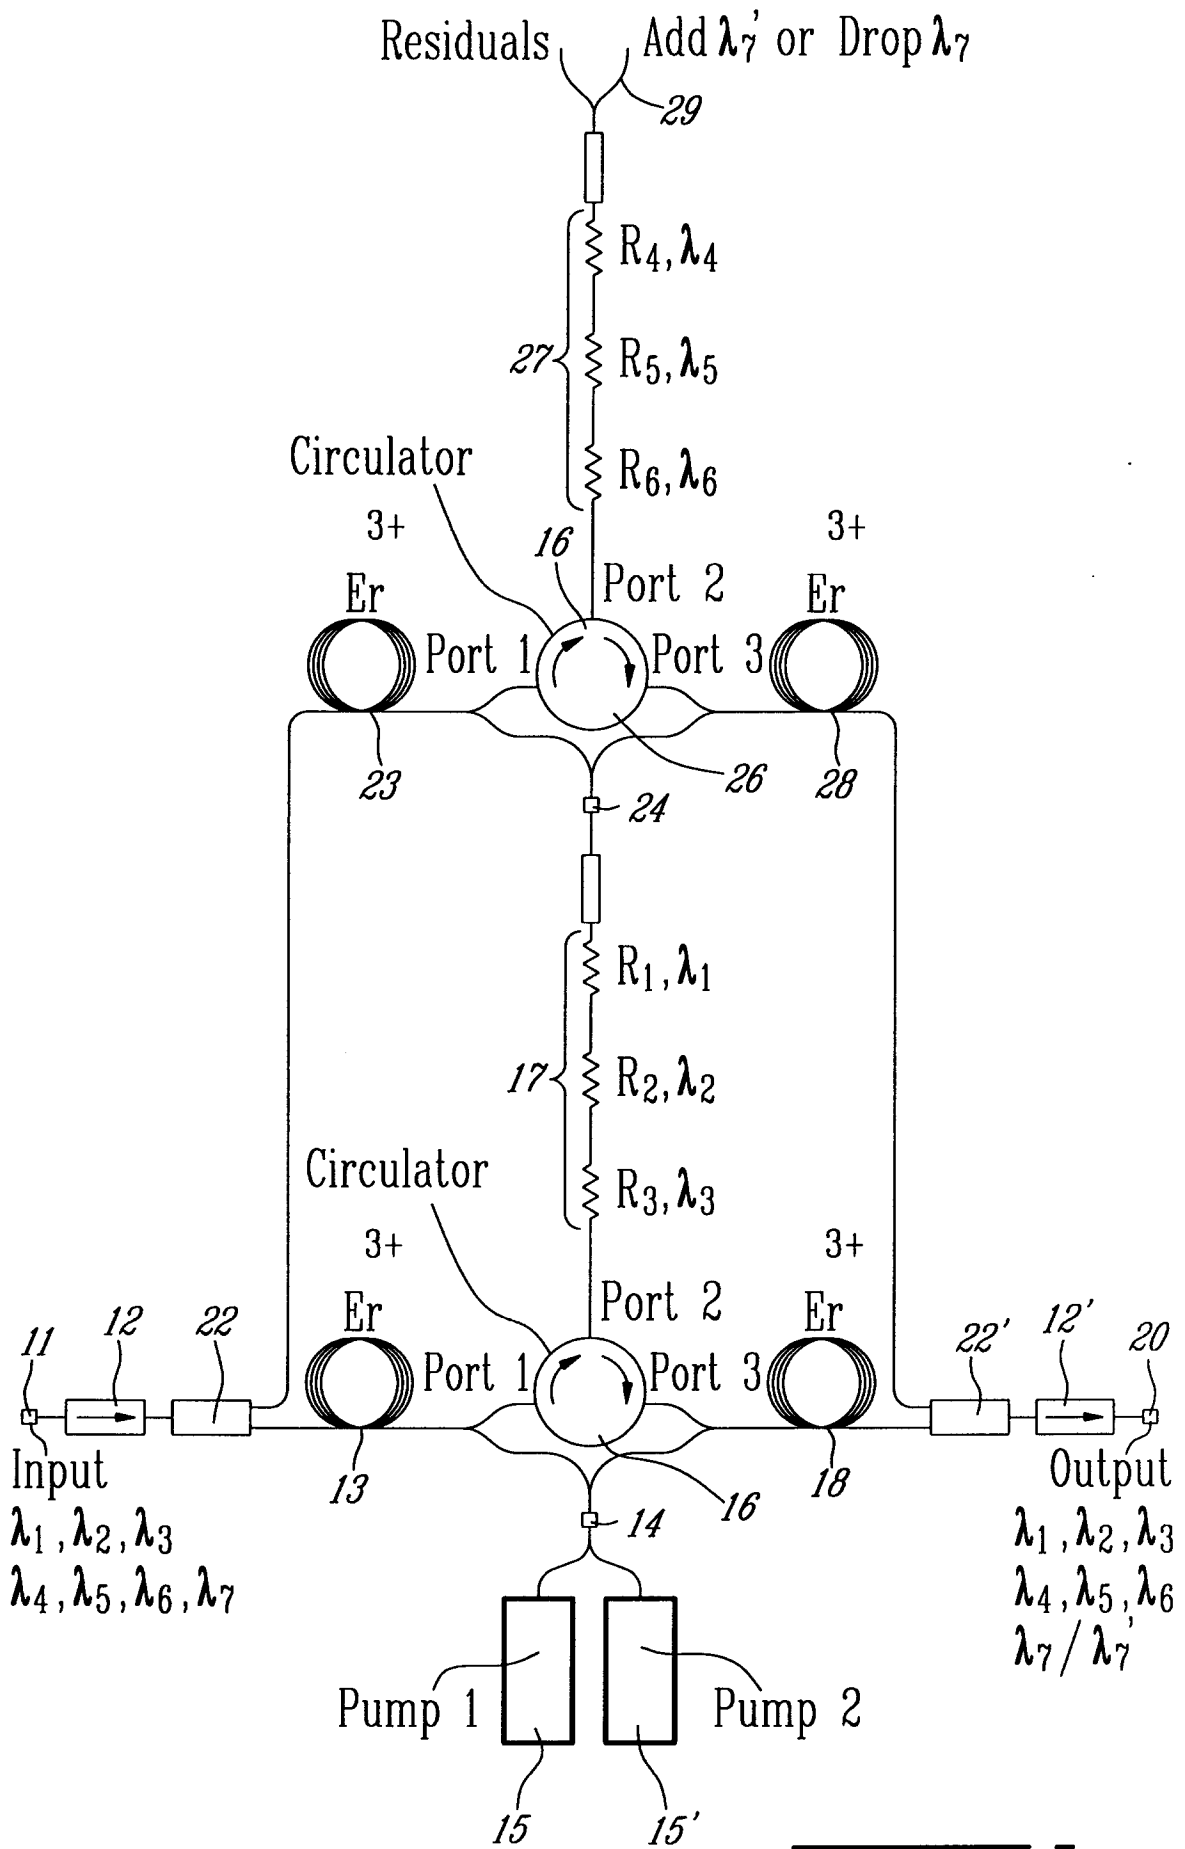 Residuals
Add λ7' or Drop λ7
29
R4, λ4
27
R5, λ5
R6, λ6
Circulator
3+
16
3+
Er
Port 2
Er
Port 1
Port 3
23
26
28
24
R1, λ1
17
R2, λ2
Circulator
R3, λ3
3+
3+
11
12
22
Er
Port 2
Er
22'
12'
20
Port 1
Port 3
Input
13
16
18
Output
λ1, λ2, λ3
14
λ1, λ2, λ3
λ4, λ5, λ6, λ7
λ4, λ5, λ6
λ7/λ7'
Pump 1
Pump 2
15
15'